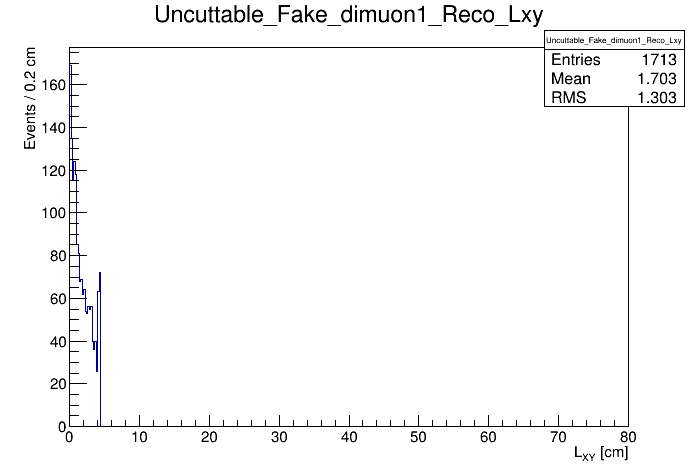 Uncuttable_Fake_dimuon1_Reco_Lxy
Uncuttable_Fake_dimuon1_Reco_Lxy
Entries 1713
Mean 1.703
RMS 1.303
Events / 0.2 cm
160
140
120
100
80
60
40
20
0
0 10 20 30 40 50 60 70 80
L_XY [cm]